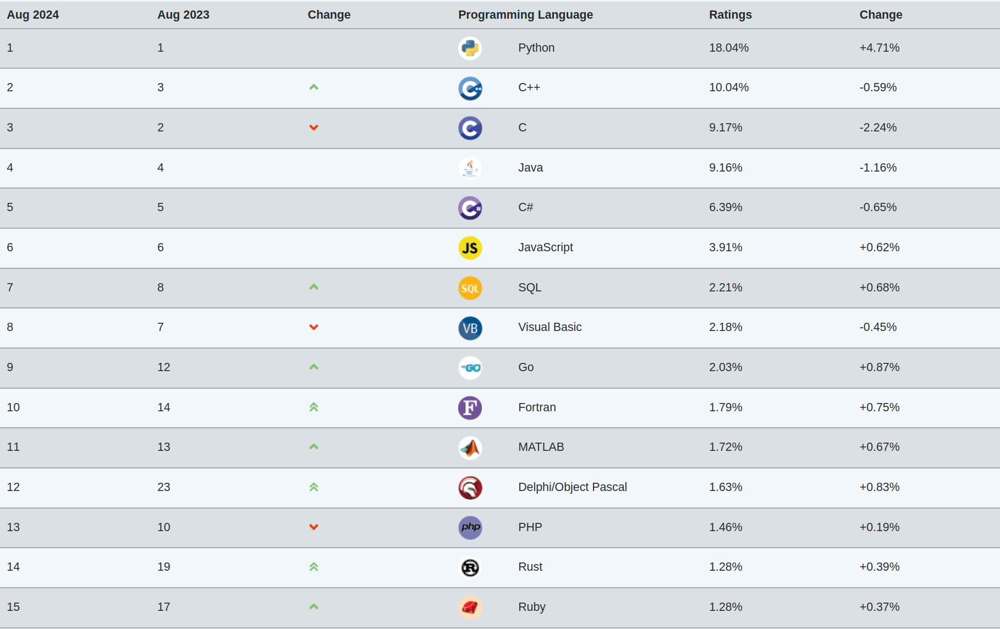 Aug 2024 Aug 2023 Change Programming Language Ratings Change
1 1 Python 18.04% +4.71%
2 3 C++ 10.04% -0.59%
3 2 C 9.17% -2.24%
4 4 Java 9.16% -1.16%
5 5 C# 6.39% -0.65%
6 6 JS JavaScript 3.91% +0.62%
7 8 SQL SQL 2.21% +0.68%
8 7 VB Visual Basic 2.18% -0.45%
9 12 GO Go 2.03% +0.87%
10 14 F Fortran 1.79% +0.75%
11 13 MATLAB 1.72% +0.67%
12 23 Delphi/Object Pascal 1.63% +0.83%
13 10 php PHP 1.46% +0.19%
14 19 R Rust 1.28% +0.39%
15 17 Ruby 1.28% +0.37%